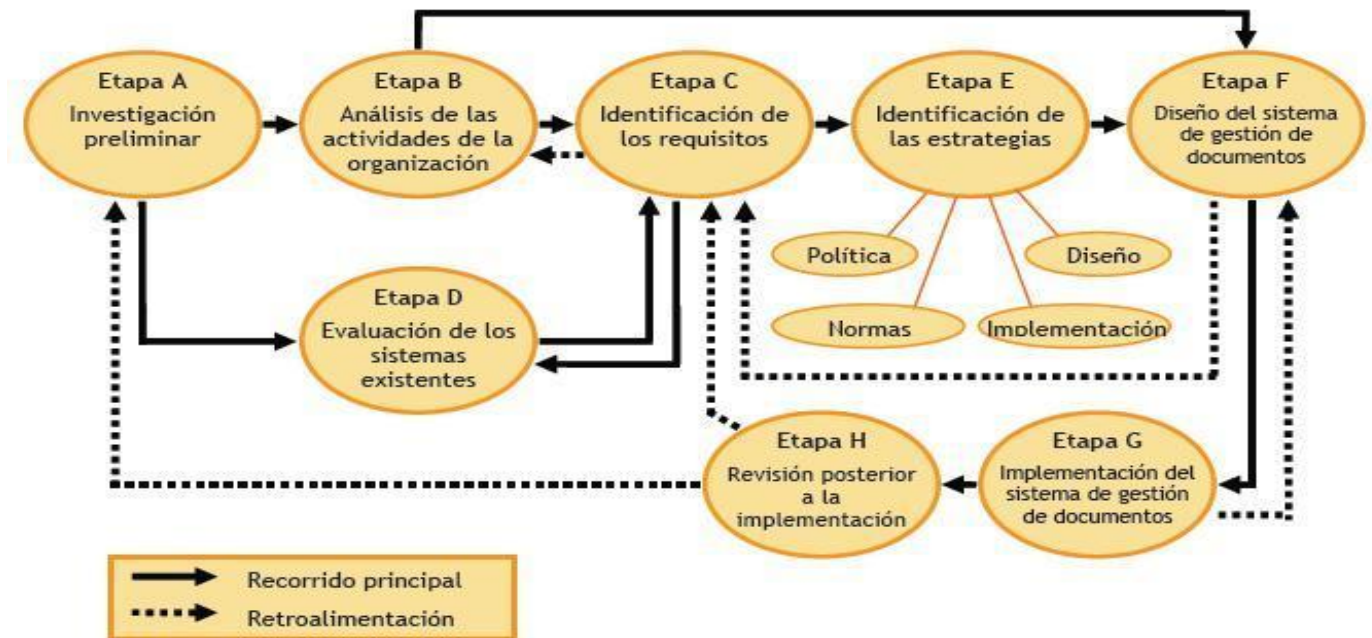 Etapa A
Investigación
preliminar
Etapa B
Análisis de las
actividades de la
organización
Etapa C
Identificación de
los requisitos
Etapa E
Identificación de
las estrategias
Etapa F
Diseño del sistema
de gestión de
documentos
Política
Diseño
Normas
Implementación
Etapa D
Evaluación de los
sistemas
existentes
Etapa H
Revisión posterior
a la
implementación
Etapa G
Implementación del
sistema de gestión
de documentos
Recorrido principal
Retroalimentación